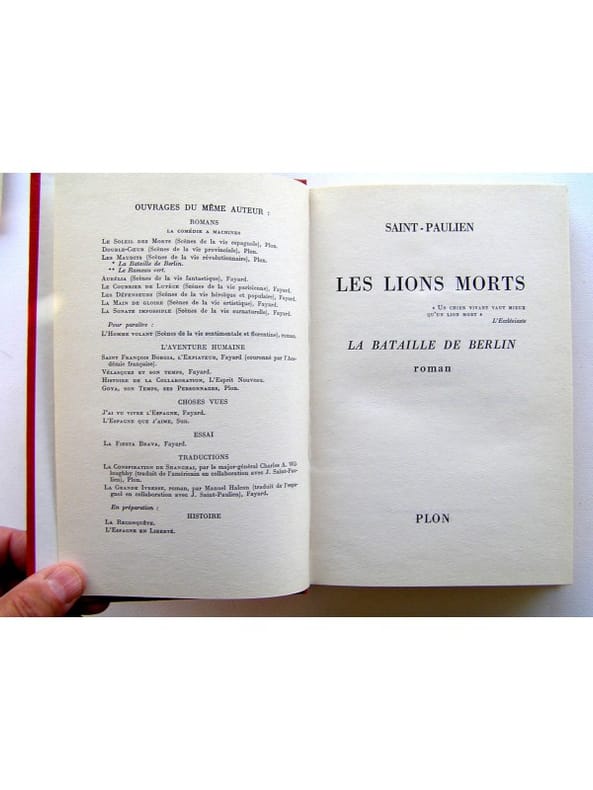 OUVRAGES DU MÊME AUTEUR :
ROMANS
LA COMÉDIE A MACHINES
LE SOLEIL DES MORTS (Scènes de la vie espagnole), Plon.
DOUBLE-CŒUR (Scènes de la vie provinciale), Plon.
LES MAUDITS (Scènes de la vie révolutionnaire), Plon.
* La Bataille de Berlin.
** Le Rameau vert.
AURÉLIA (Scènes de la vie fantastique), Fayard.
LE COURRIER DE LUTÈCE (Scènes de la vie parisienne), Fayard.
LES DÉFENSEURS (Scènes de la vie héroïque et populaire), Fayard.
LA MAIN DE GLOIRE (Scènes de la vie artistique), Fayard.
LA SONATE IMPOSSIBLE (Scènes de la vie surnaturelle), Fayard.
Pour paraître :
L'HOMME VOLANT (Scènes de la vie sentimentale et florentine), roman.
L'AVENTURE HUMAINE
SAINT FRANÇOIS BORGIA, L'EXPIATEUR, Fayard (couronné par l'Aca-
démie française).
VÉLASQUEZ ET SON TEMPS, Fayard.
HISTOIRE DE LA COLLABORATION, L'Esprit Nouveau.
GOYA, SON TEMPS, SES PERSONNAGES, Plon.
CHOSES VUES
J'AI VU VIVRE L'ESPAGNE, Fayard.
L'ESPAGNE QUE J'AIME, Sun.
ESSAI
LA FIESTA BRAVA, Fayard.
TRADUCTIONS
LA CONSPIRATION DE SHANGHAI, par le major-général Charles A. Wil-
loughby (traduit de l'américain en collaboration avec J. Saint-Pau-
lien), Plon.
LA GRANDE IVRESSE, roman, par Manuel Halcon (traduit de l'espa-
gnol en collaboration avec J. Saint-Paulien), Fayard.
En préparation :
HISTOIRE
LA RECONQUÊTE.
L'ESPAGNE EN LIBERTÉ.
SAINT-PAULIEN
LES LIONS MORTS
« UN CHIEN VIVANT VAUT MIEUX
QU'UN LION MORT »
L'Ecclésiaste
LA BATAILLE DE BERLIN
roman
PLON